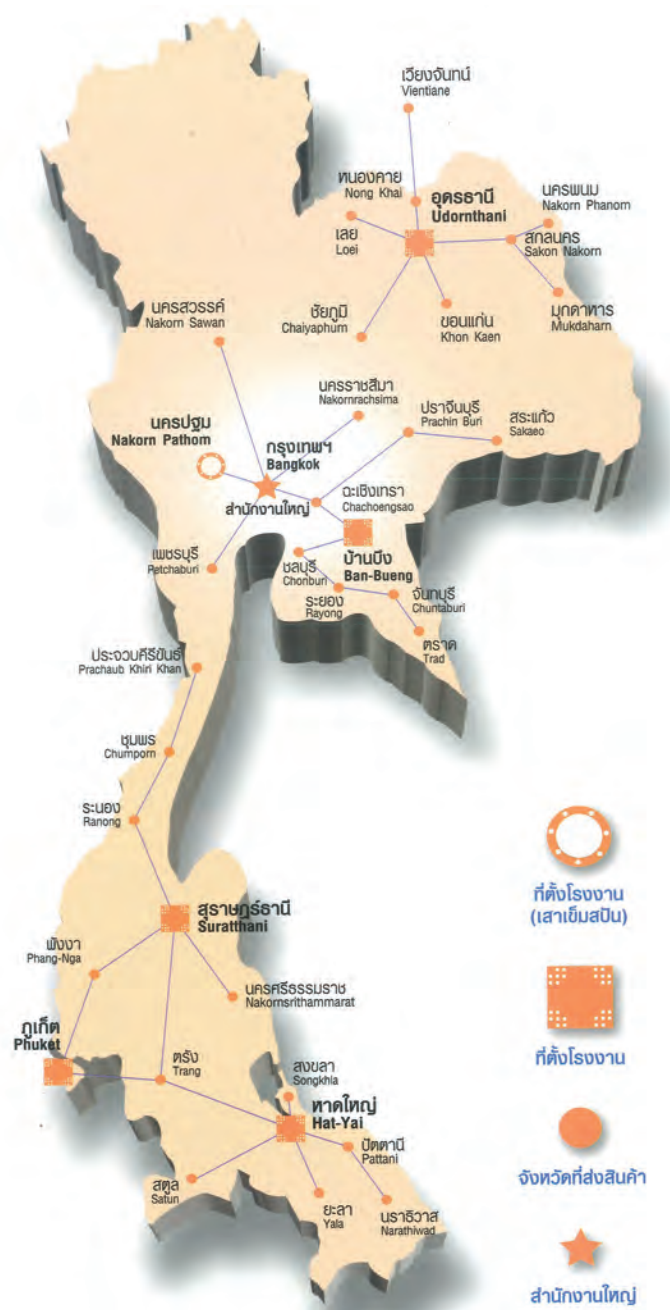 เวียงจันทน์
Vientiane
หนองคาย
Nong Khai
อุดรธานี
Udornthani
นครพนม
Nakorn Phanom
เลย
Loei
สกลนคร
Sakon Nakorn
นครสวรรค์
Nakorn Sawan
ชัยภูมิ
Chaiyaphum
ขอนแก่น
Khon Kaen
มุกดาหาร
Mukdaharn
นครราชสีมา
Nakornrachsima
ปราจีนบุรี
Prachin Buri
สระแก้ว
Sakaeo
นครปฐม
Nakorn Pathom
กรุงเทพฯ
Bangkok
สำนักงานใหญ่
ฉะเชิงเทรา
Chachoengsao
เพชรบุรี
Petchaburi
ชลบุรี
Chonburi
บ้านบึง
Ban-Bueng
ระยอง
Rayong
จันทบุรี
Chuntaburi
ตราด
Trad
ประจวบคีรีขันธ์
Prachaub Khiri Khan
ชุมพร
Chumporn
ระนอง
Ranong
สุราษฎร์ธานี
Suratthani
พังงา
Phang-Nga
นครศรีธรรมราช
Nakornsrithammarat
ภูเก็ต
Phuket
ตรัง
Trang
สงขลา
Songkhla
หาดใหญ่
Hat-Yai
ปัตตานี
Pattani
สตูล
Satun
ยะลา
Yala
นราธิวาส
Narathiwad
ที่ตั้งโรงงาน
(เสาเข็มสปัน)
ที่ตั้งโรงงาน
จังหวัดที่ส่งสินค้า
สำนักงานใหญ่